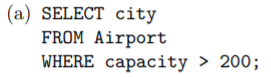 (a) SELECT city
FROM Airport
WHERE capacity > 200;